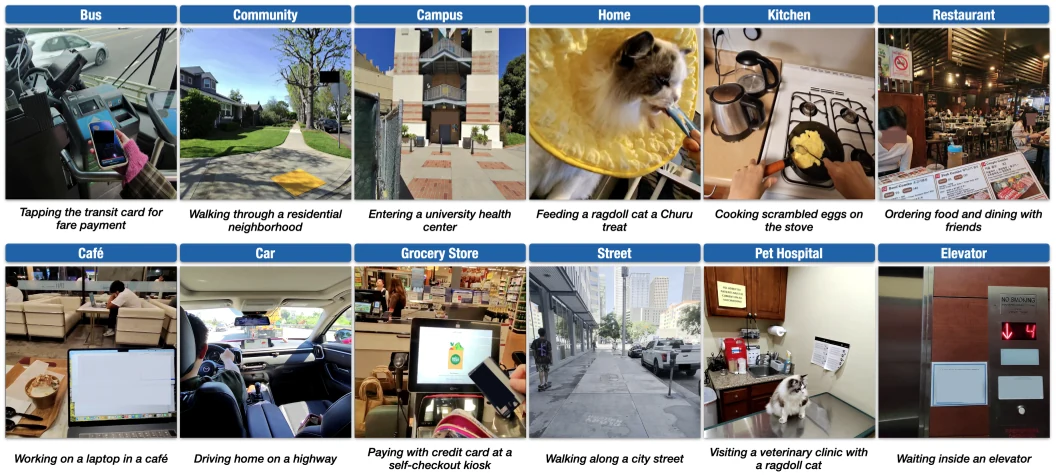 Bus
Community
Campus
Home
Kitchen
Restaurant
Tapping the transit card for
fare payment
Walking through a residential
neighborhood
Entering a university health
center
Feeding a ragdoll cat a Churu
treat
Cooking scrambled eggs on
the stove
Ordering food and dining with
friends
Café
Car
Grocery Store
Street
Pet Hospital
Elevator
NO SMOKING
4
Working on a laptop in a café
Driving home on a highway
Paying with credit card at a
self-checkout kiosk
Walking along a city street
Visiting a veterinary clinic with
a ragdoll cat
Waiting inside an elevator